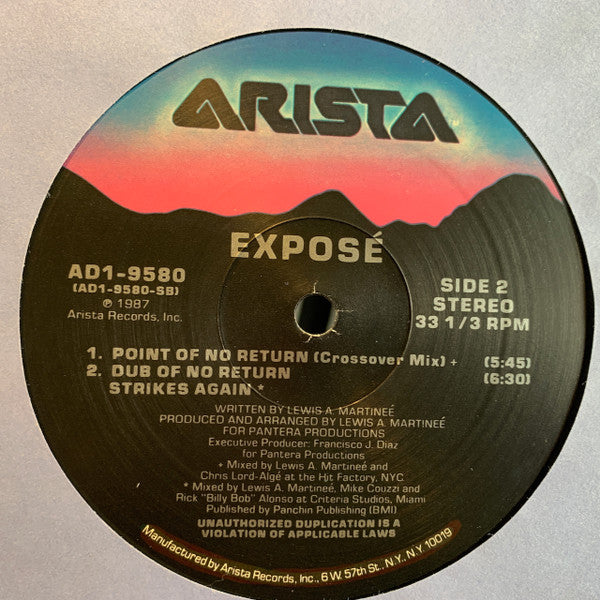 ARISTA
EXPOSÉ
AD1-9580
(AD1-9580-SB)
℗ 1987
Arista Records, Inc.
SIDE 2
STEREO
33 1/3 RPM
1. POINT OF NO RETURN (Crossover Mix) + (5:45)
2. DUB OF NO RETURN (6:30)
STRIKES AGAIN *
WRITTEN BY LEWIS A. MARTINEÉ
PRODUCED AND ARRANGED BY LEWIS A. MARTINEÉ
FOR PANTERA PRODUCTIONS
Executive Producer: Francisco J. Diaz
for Pantera Productions
+ Mixed by Lewis A. Martineé and
Chris Lord-Algé at the Hit Factory, NYC
* Mixed by Lewis A. Martineé, Mike Couzzi and
Rick "Billy Bob" Alonso at Criteria Studios, Miami
Published by Panchin Publishing (BMI)
UNAUTHORIZED DUPLICATION IS A
VIOLATION OF APPLICABLE LAWS
Manufactured by Arista Records, Inc., 6 W. 57th St., N.Y., N.Y. 10019